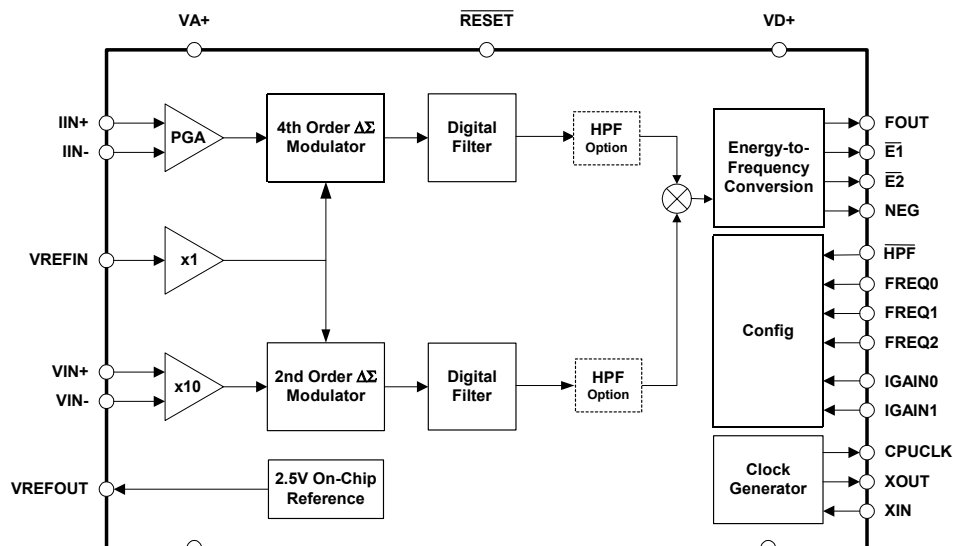 VA+
RESET
VD+
IIN+
IIN-
PGA
4th Order ΔΣ
Modulator
Digital
Filter
HPF
Option
Energy-to-
Frequency
Conversion
FOUT
E1
E2
NEG
VREFIN
x1
Config
HPF
FREQ0
FREQ1
FREQ2
IGAIN0
IGAIN1
VIN+
VIN-
x10
2nd Order ΔΣ
Modulator
Digital
Filter
HPF
Option
VREFOUT
2.5V On-Chip
Reference
Clock
Generator
CPUCLK
XOUT
XIN